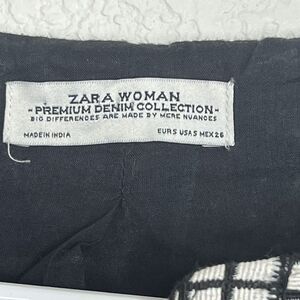 ZARA WOMAN
- PREMIUM DENIM COLLECTION -
BIG DIFFERENCES ARE MADE BY MERE NUANCES
MADE IN INDIA EUR S USA S MEX 26